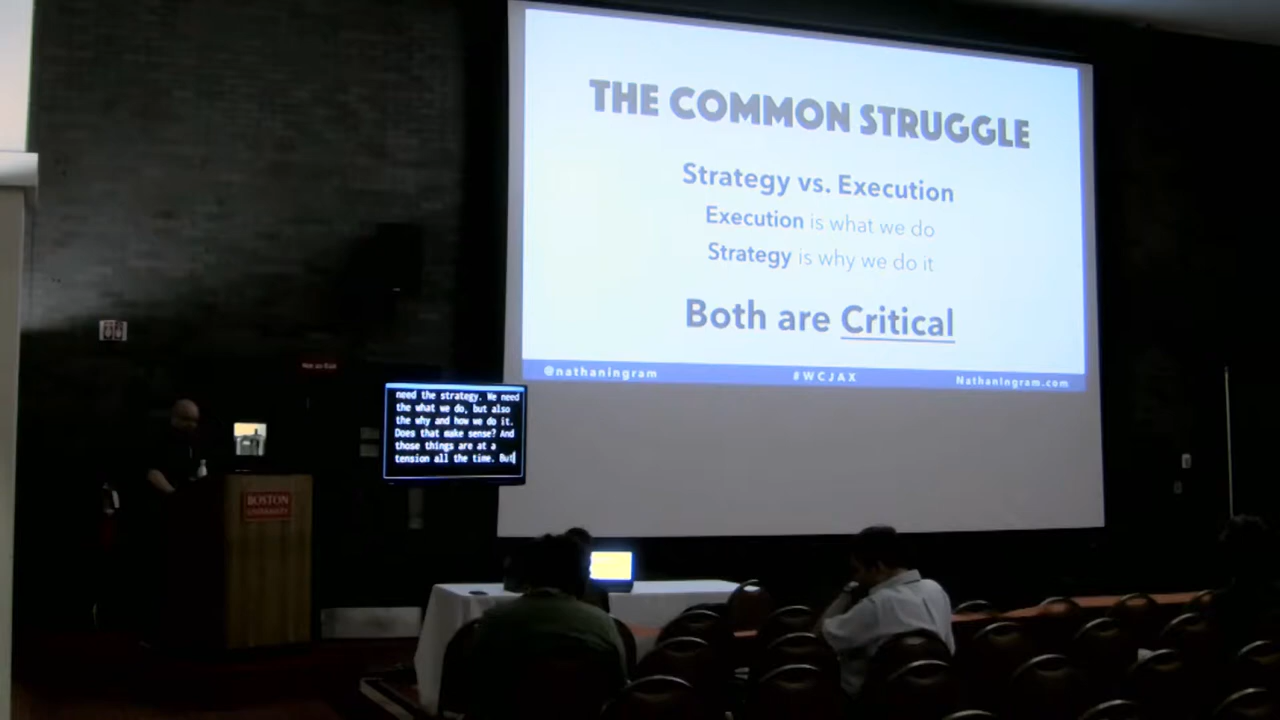 THE COMMON STRUGGLE
Strategy vs. Execution
Execution is what we do
Strategy is why we do it
Both are Critical
@nathaningram
#WCJAX
NathanIngram.com
Not an Exit
need the strategy. We need
the what we do, but also
the why and how we do it.
Does that make sense? And
those things are at a
tension all the time. But
BOSTON
UNIVERSITY